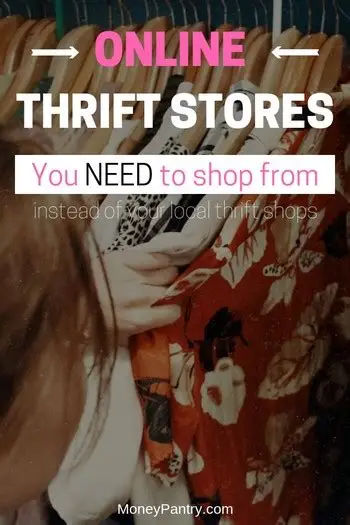 ONLINE
THRIFT STORES
You NEED to shop from
instead of your local thrift shops
MoneyPantry.com